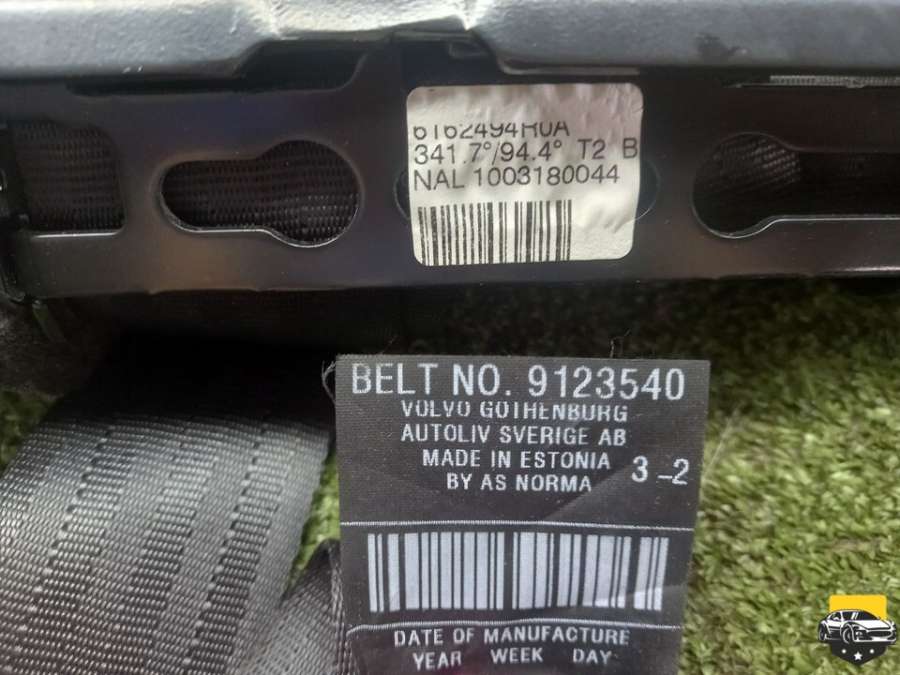 6162494R0A
341.7°/94.4° T2 B
NAL 1003180044
BELT NO. 9123540
VOLVO GOTHENBURG
AUTOLIV SVERIGE AB
MADE IN ESTONIA
BY AS NORMA 3-2
DATE OF MANUFACTURE
YEAR WEEK DAY